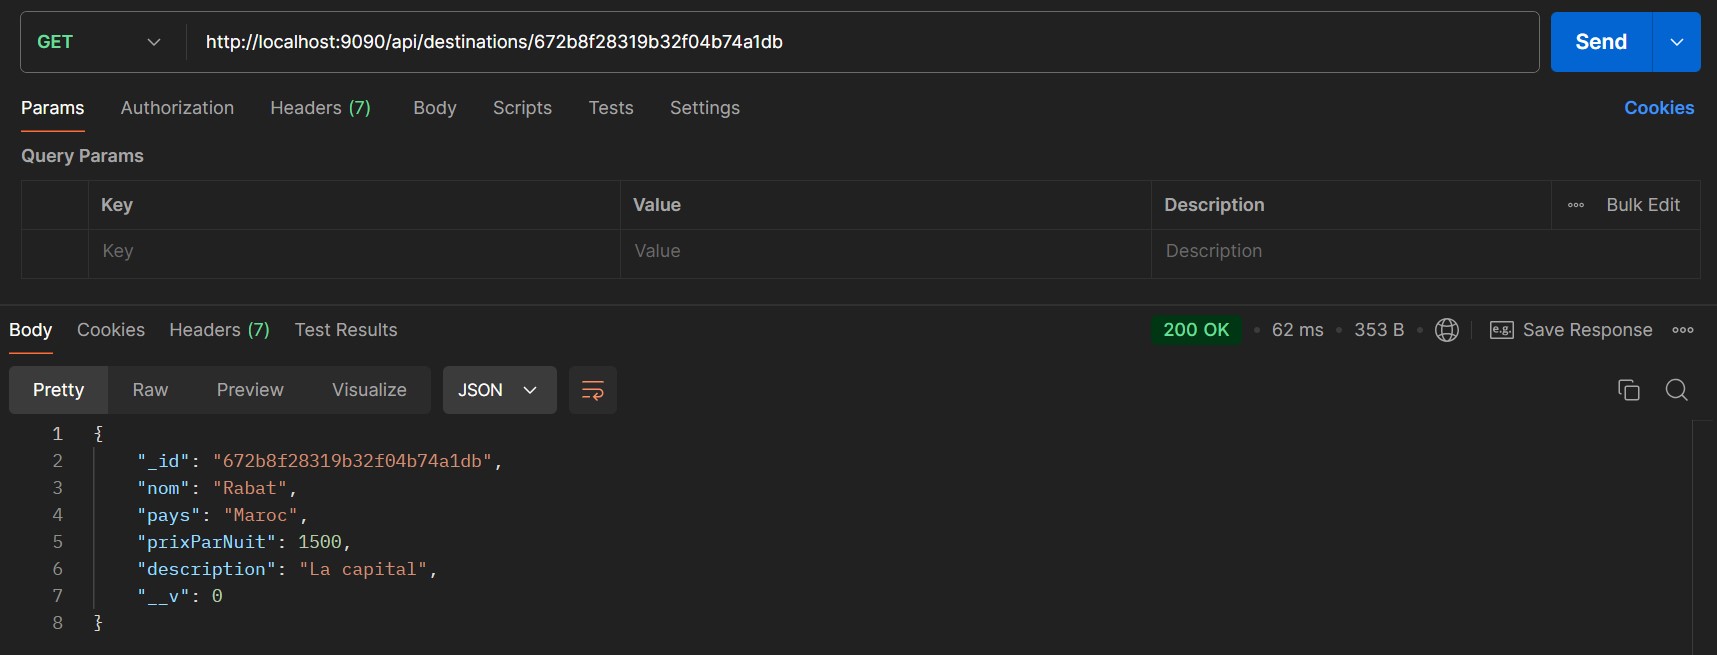 GET http://localhost:9090/api/destinations/672b8f28319b32f04b74a1db Send
Params Authorization Headers (7) Body Scripts Tests Settings Cookies
Query Params
Key Value Description Bulk Edit
Key Value Description
Body Cookies Headers (7) Test Results 200 OK • 62 ms • 353 B • e.g. Save Response
Pretty Raw Preview Visualize JSON
1 {
2 "_id": "672b8f28319b32f04b74a1db",
3 "nom": "Rabat",
4 "pays": "Maroc",
5 "prixParNuit": 1500,
6 "description": "La capital",
7 "__v": 0
8 }